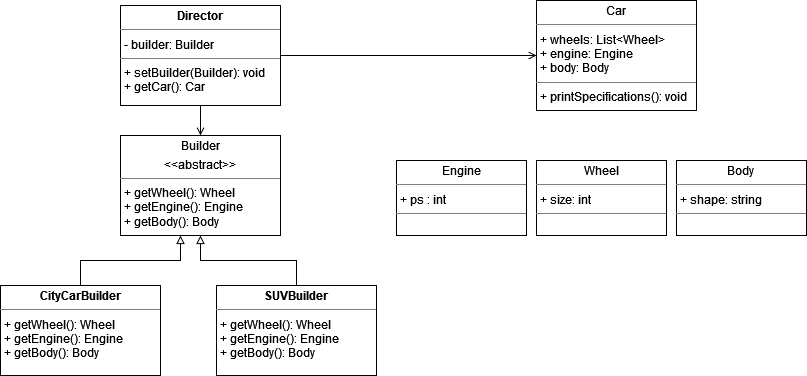 Director
- builder: Builder
+ setBuilder(Builder): void
+ getCar(): Car
Car
+ wheels: List<Wheel>
+ engine: Engine
+ body: Body
+ printSpecifications(): void
Builder
<<abstract>>
+ getWheel(): Wheel
+ getEngine(): Engine
+ getBody(): Body
Engine
+ ps : int
Wheel
+ size: int
Body
+ shape: string
CityCarBuilder
+ getWheel(): Wheel
+ getEngine(): Engine
+ getBody(): Body
SUVBuilder
+ getWheel(): Wheel
+ getEngine(): Engine
+ getBody(): Body